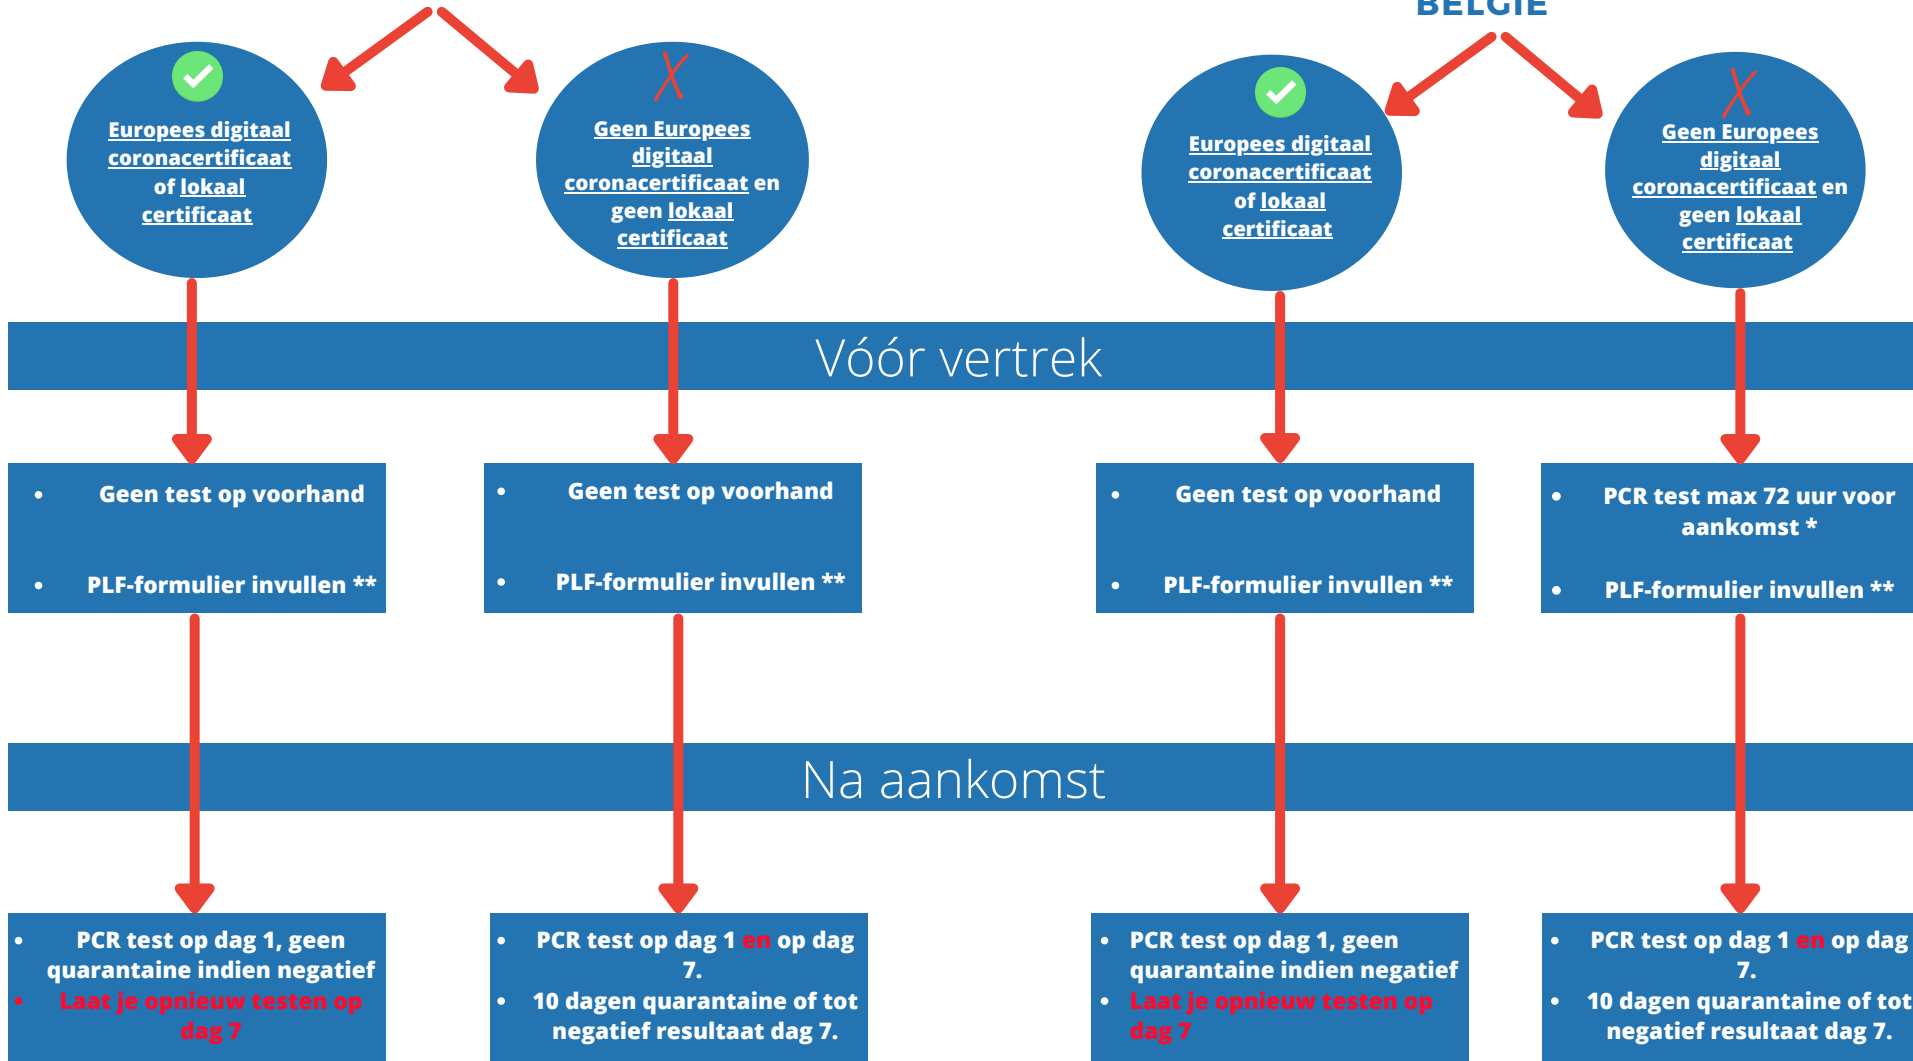 BELGIË
Europees digitaal
coronacertificaat
of lokaal
certificaat
Geen Europees
digitaal
coronacertificaat en
geen lokaal
certificaat
Europees digitaal
coronacertificaat
of lokaal
certificaat
Geen Europees
digitaal
coronacertificaat en
geen lokaal
certificaat
Vóór vertrek
• Geen test op voorhand
• PLF-formulier invullen **
• Geen test op voorhand
• PLF-formulier invullen **
• Geen test op voorhand
• PLF-formulier invullen **
• PCR test max 72 uur voor
aankomst *
• PLF-formulier invullen **
Na aankomst
• PCR test op dag 1, geen
quarantaine indien negatief
• Laat je opnieuw testen op
dag 7
• PCR test op dag 1 en op dag
7.
• 10 dagen quarantaine of tot
negatief resultaat dag 7.
• PCR test op dag 1, geen
quarantaine indien negatief
• Laat je opnieuw testen op
dag 7
• PCR test op dag 1 en op dag
7.
• 10 dagen quarantaine of tot
negatief resultaat dag 7.